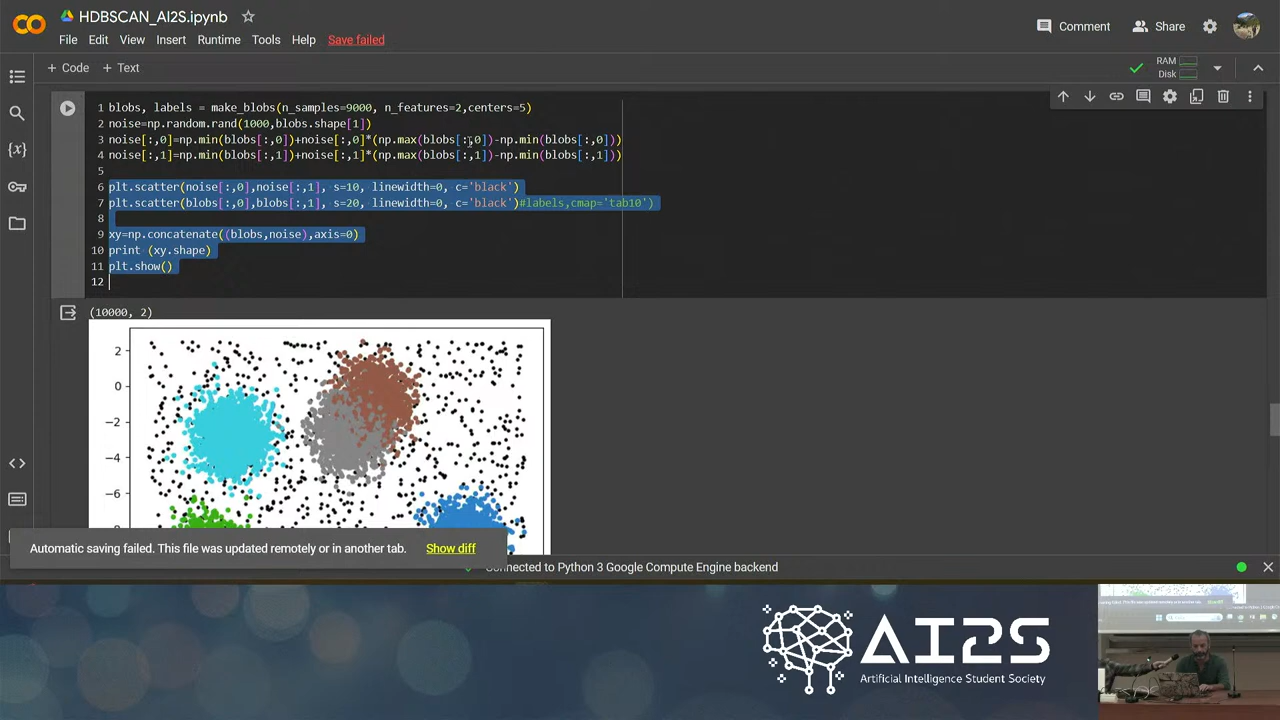 HDBSCAN_AI2S.ipynb
File Edit View Insert Runtime Tools Help Save failed
Comment Share
+ Code + Text
RAM
Disk
1 blobs, labels = make_blobs(n_samples=9000, n_features=2,centers=5)
2 noise=np.random.rand(1000,blobs.shape[1])
3 noise[:,0]=np.min(blobs[:,0])+noise[:,0]*(np.max(blobs[:,0])-np.min(blobs[:,0]))
4 noise[:,1]=np.min(blobs[:,1])+noise[:,1]*(np.max(blobs[:,1])-np.min(blobs[:,1]))
5
6 plt.scatter(noise[:,0],noise[:,1], s=10, linewidth=0, c='black')
7 plt.scatter(blobs[:,0],blobs[:,1], s=20, linewidth=0, c='black')#labels,cmap='tab10')
8
9 xy=np.concatenate((blobs,noise),axis=0)
10 print (xy.shape)
11 plt.show()
12
(10000, 2)
2
0
−2
−4
−6
Automatic saving failed. This file was updated remotely or in another tab. Show diff
Connected to Python 3 Google Compute Engine backend
AI2S
Artificial Intelligence Student Society